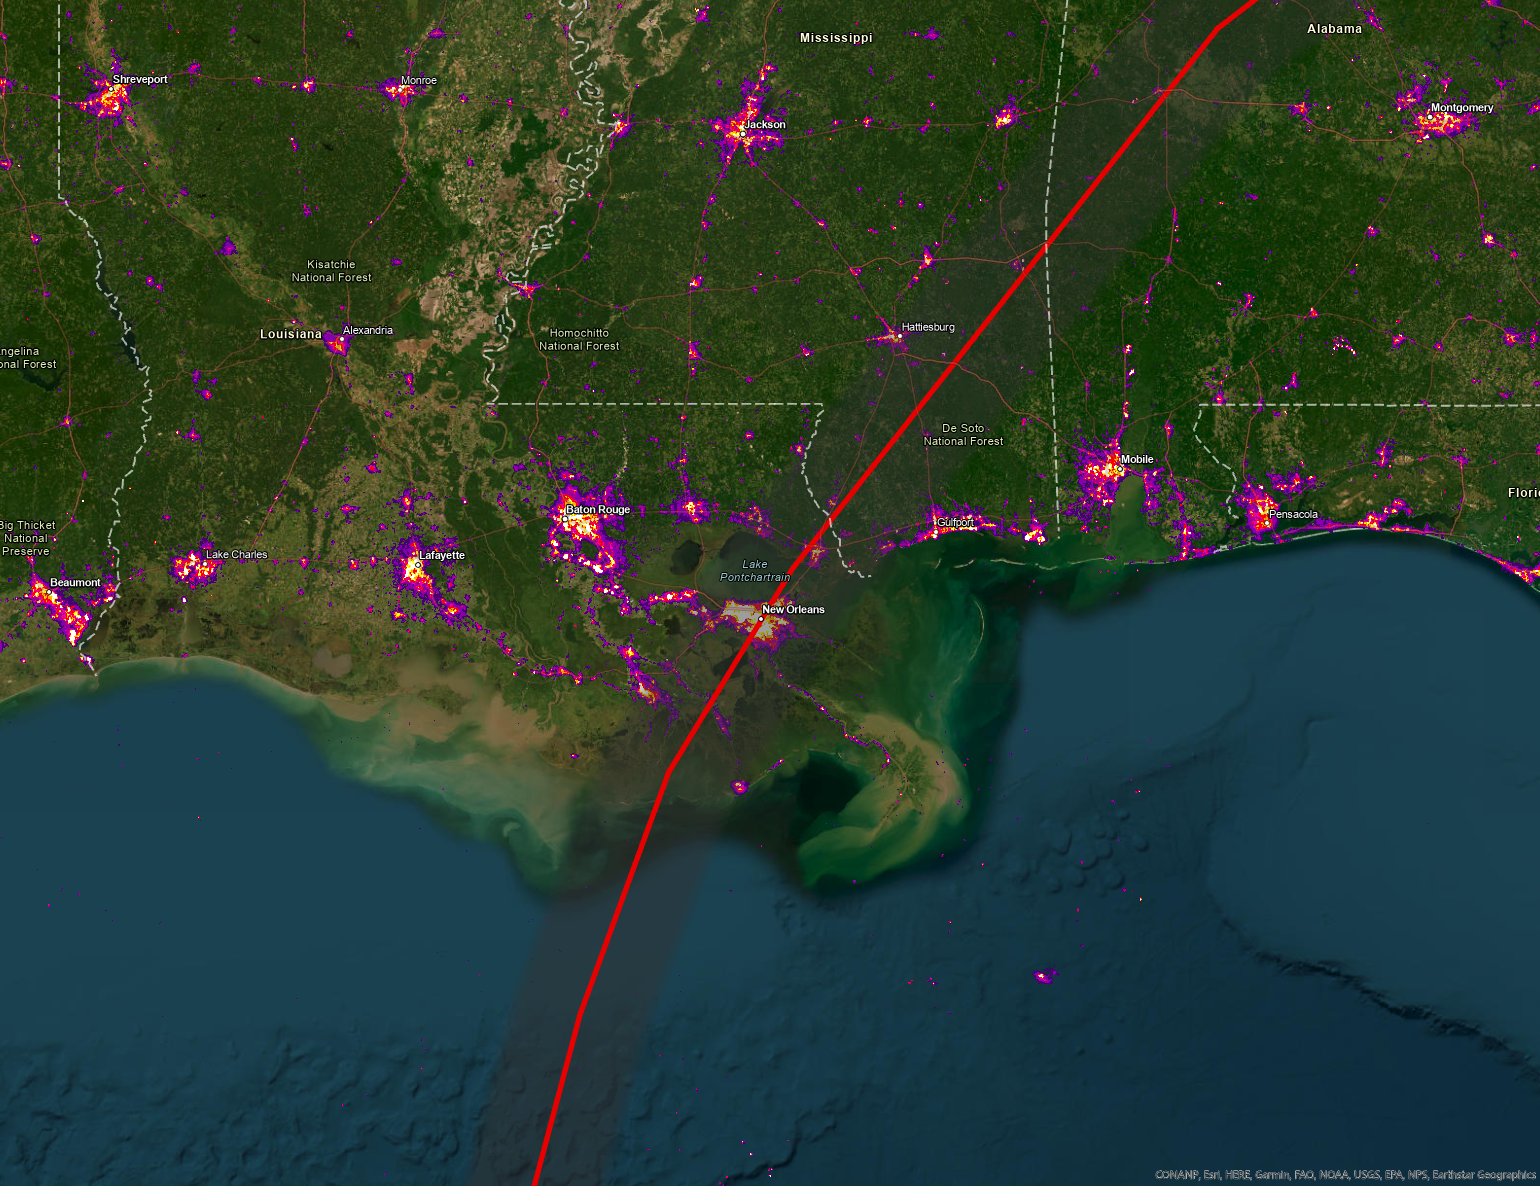 Mississippi
Alabama
Shreveport
Monroe
Jackson
Montgomery
Kisatchie
National Forest
Louisiana
Alexandria
Homochitto
National Forest
Hattiesburg
ngelina
onal Forest
De Soto
National Forest
Mobile
Flori
Baton Rouge
Pensacola
Gulfport
Big Thicket
National
Preserve
Lake Charles
Lafayette
Lake
Pontchartrain
Beaumont
New Orleans
CONANP, Esri, HERE, Garmin, FAO, NOAA, USGS, EPA, NPS, Earthstar Geographics